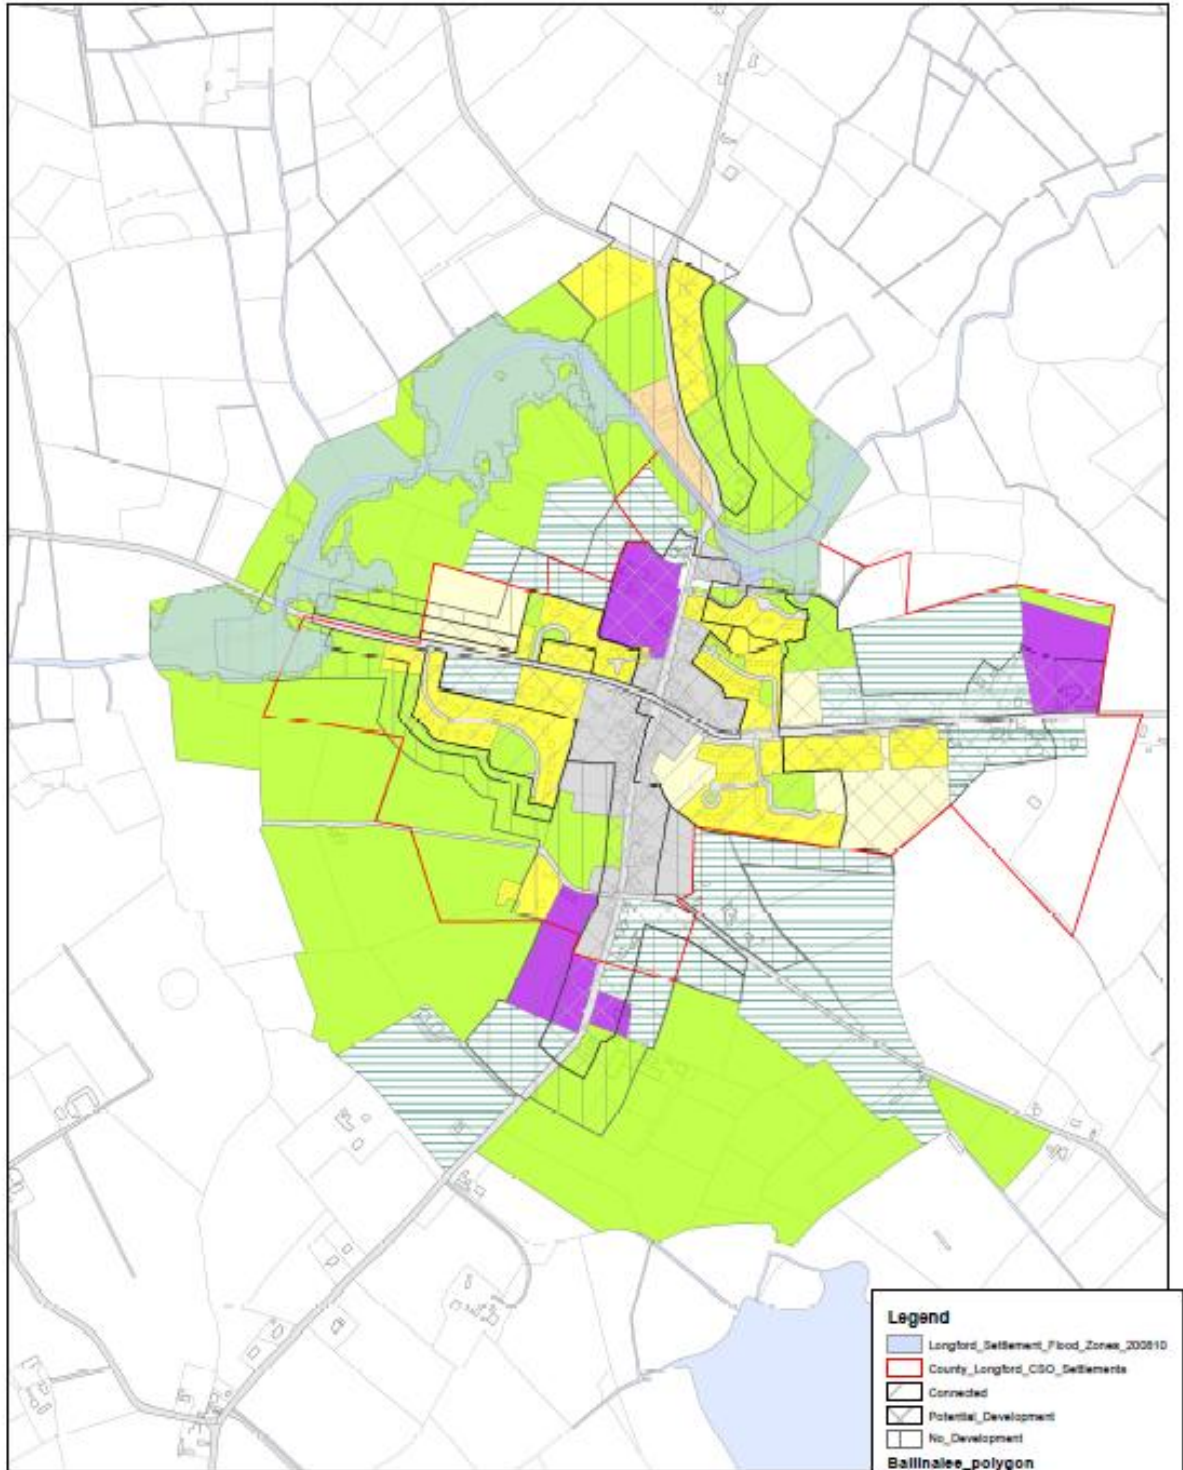 Legend
Longford_Settlement_Flood_Zones_200810
County_Longford_CSO_Settlements
Connected
Potential_Development
No_Development
Ballinalee_polygon